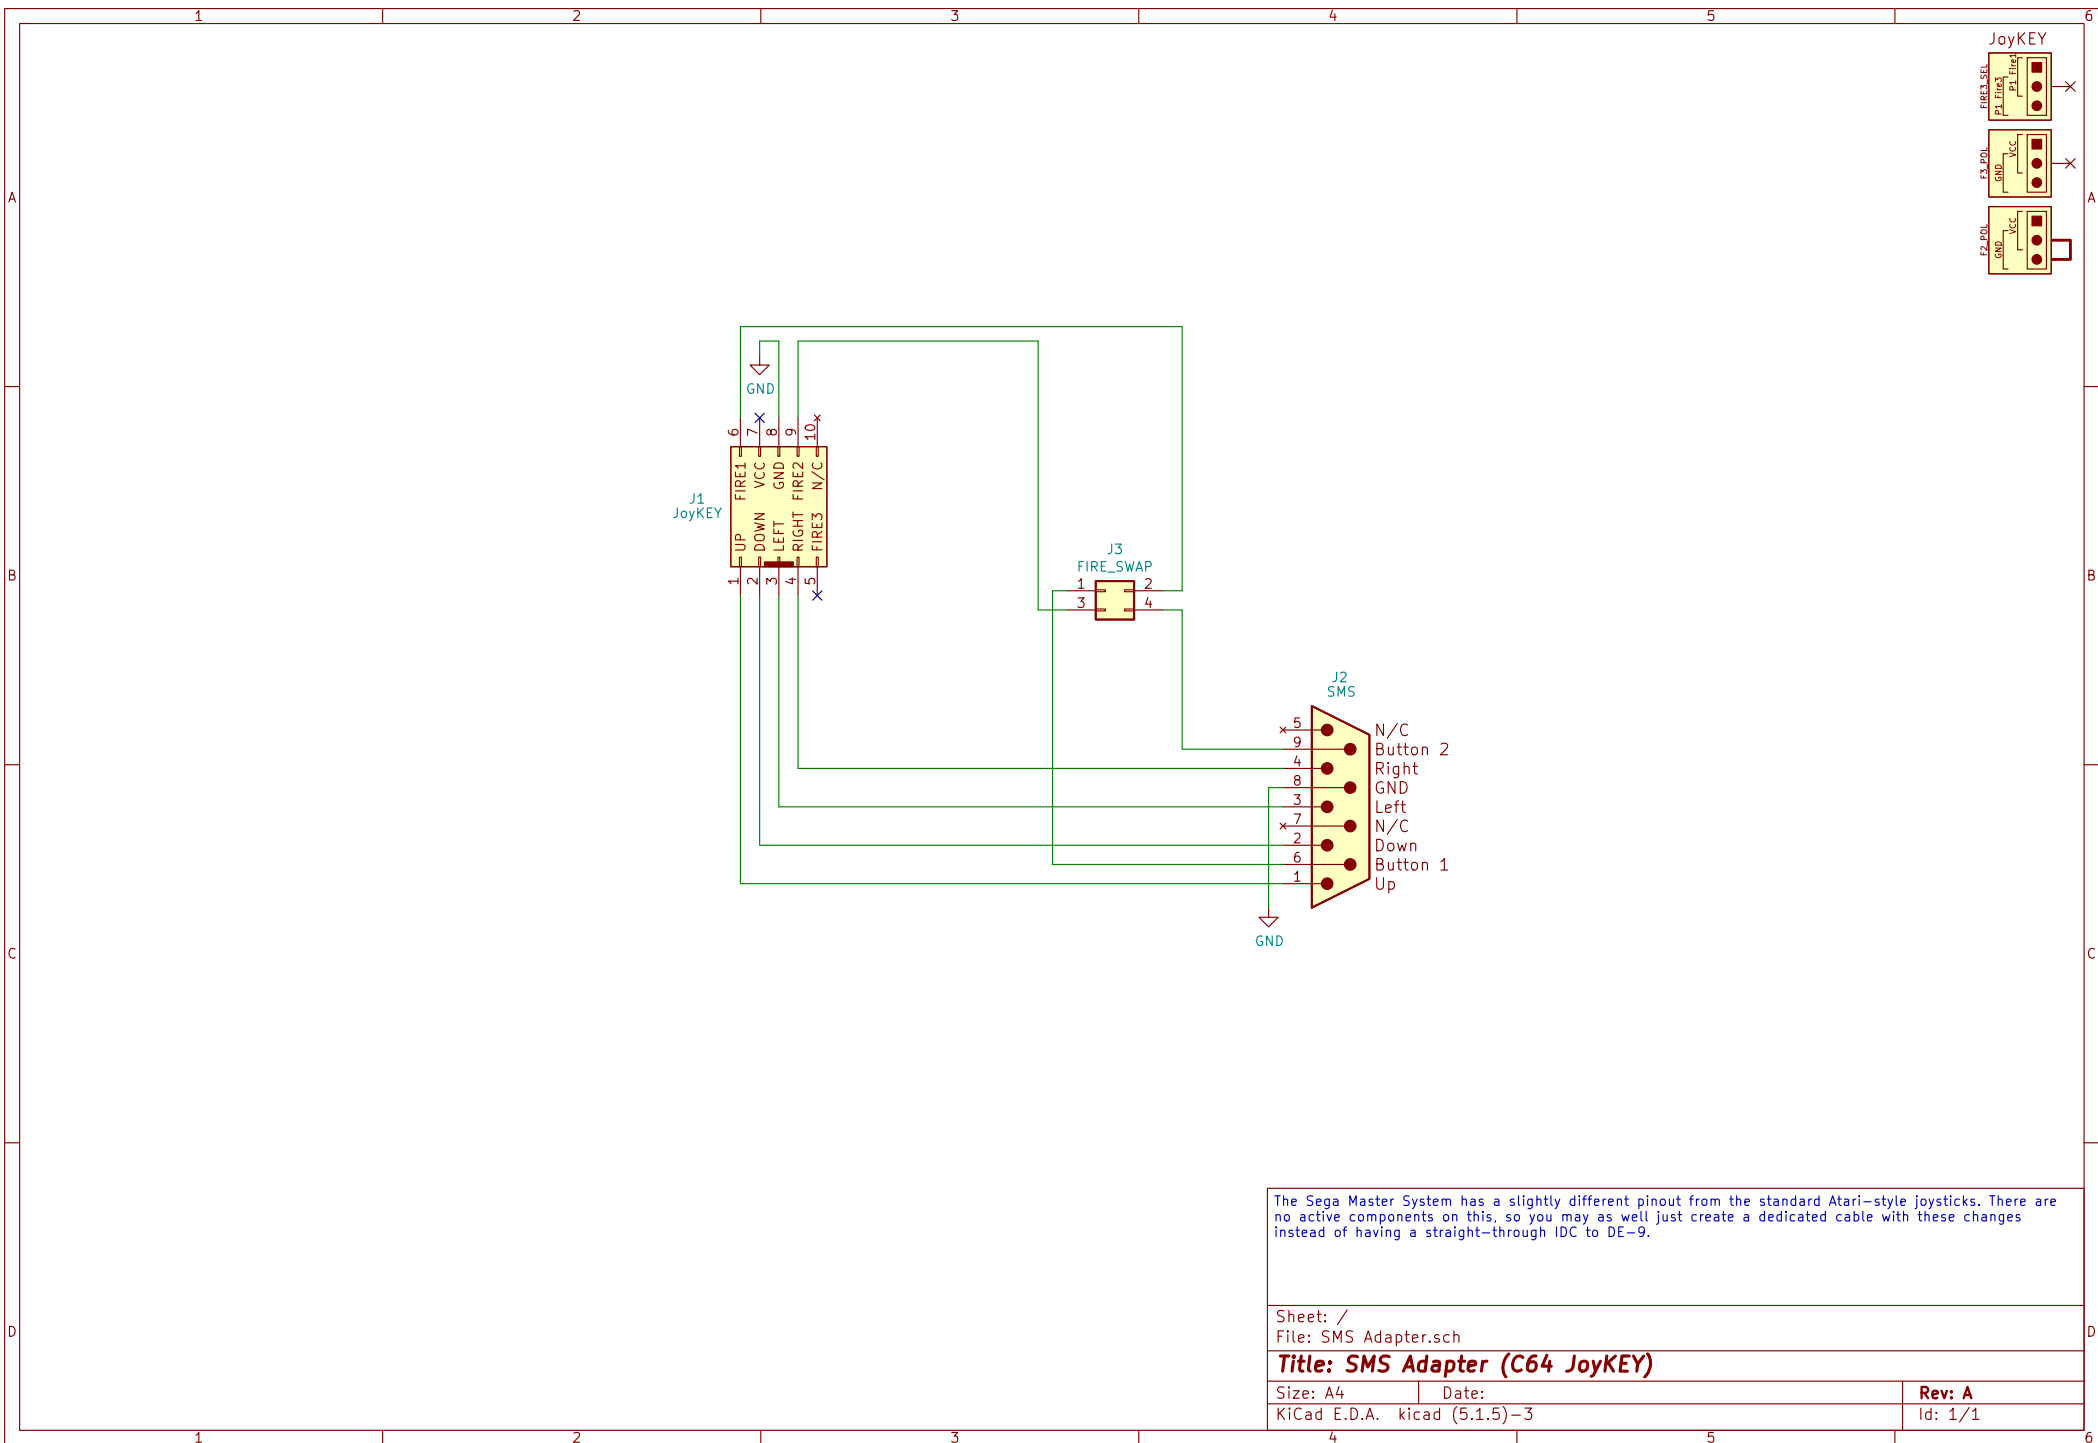 1 2 3 4 5 6
JoyKEY
FIRE3_SEL
P1 Fire3
P1 Fire1
F3_POL
GND
VCC
F2_POL
GND
VCC
A A
GND
6 7 8 9 10
FIRE1 VCC GND FIRE2 N/C
J1
JoyKEY
UP DOWN LEFT RIGHT FIRE3
1 2 3 4 5
J3
FIRE_SWAP
1 2
3 4
B B
J2
SMS
5 N/C
9 Button 2
4 Right
8 GND
3 Left
7 N/C
2 Down
6 Button 1
1 Up
GND
C C
The Sega Master System has a slightly different pinout from the standard Atari-style joysticks. There are
no active components on this, so you may as well just create a dedicated cable with these changes
instead of having a straight-through IDC to DE-9.
Sheet: /
File: SMS Adapter.sch
D D
Title: SMS Adapter (C64 JoyKEY)
Size: A4 Date: Rev: A
KiCad E.D.A. kicad (5.1.5)-3 Id: 1/1
1 2 3 4 5 6